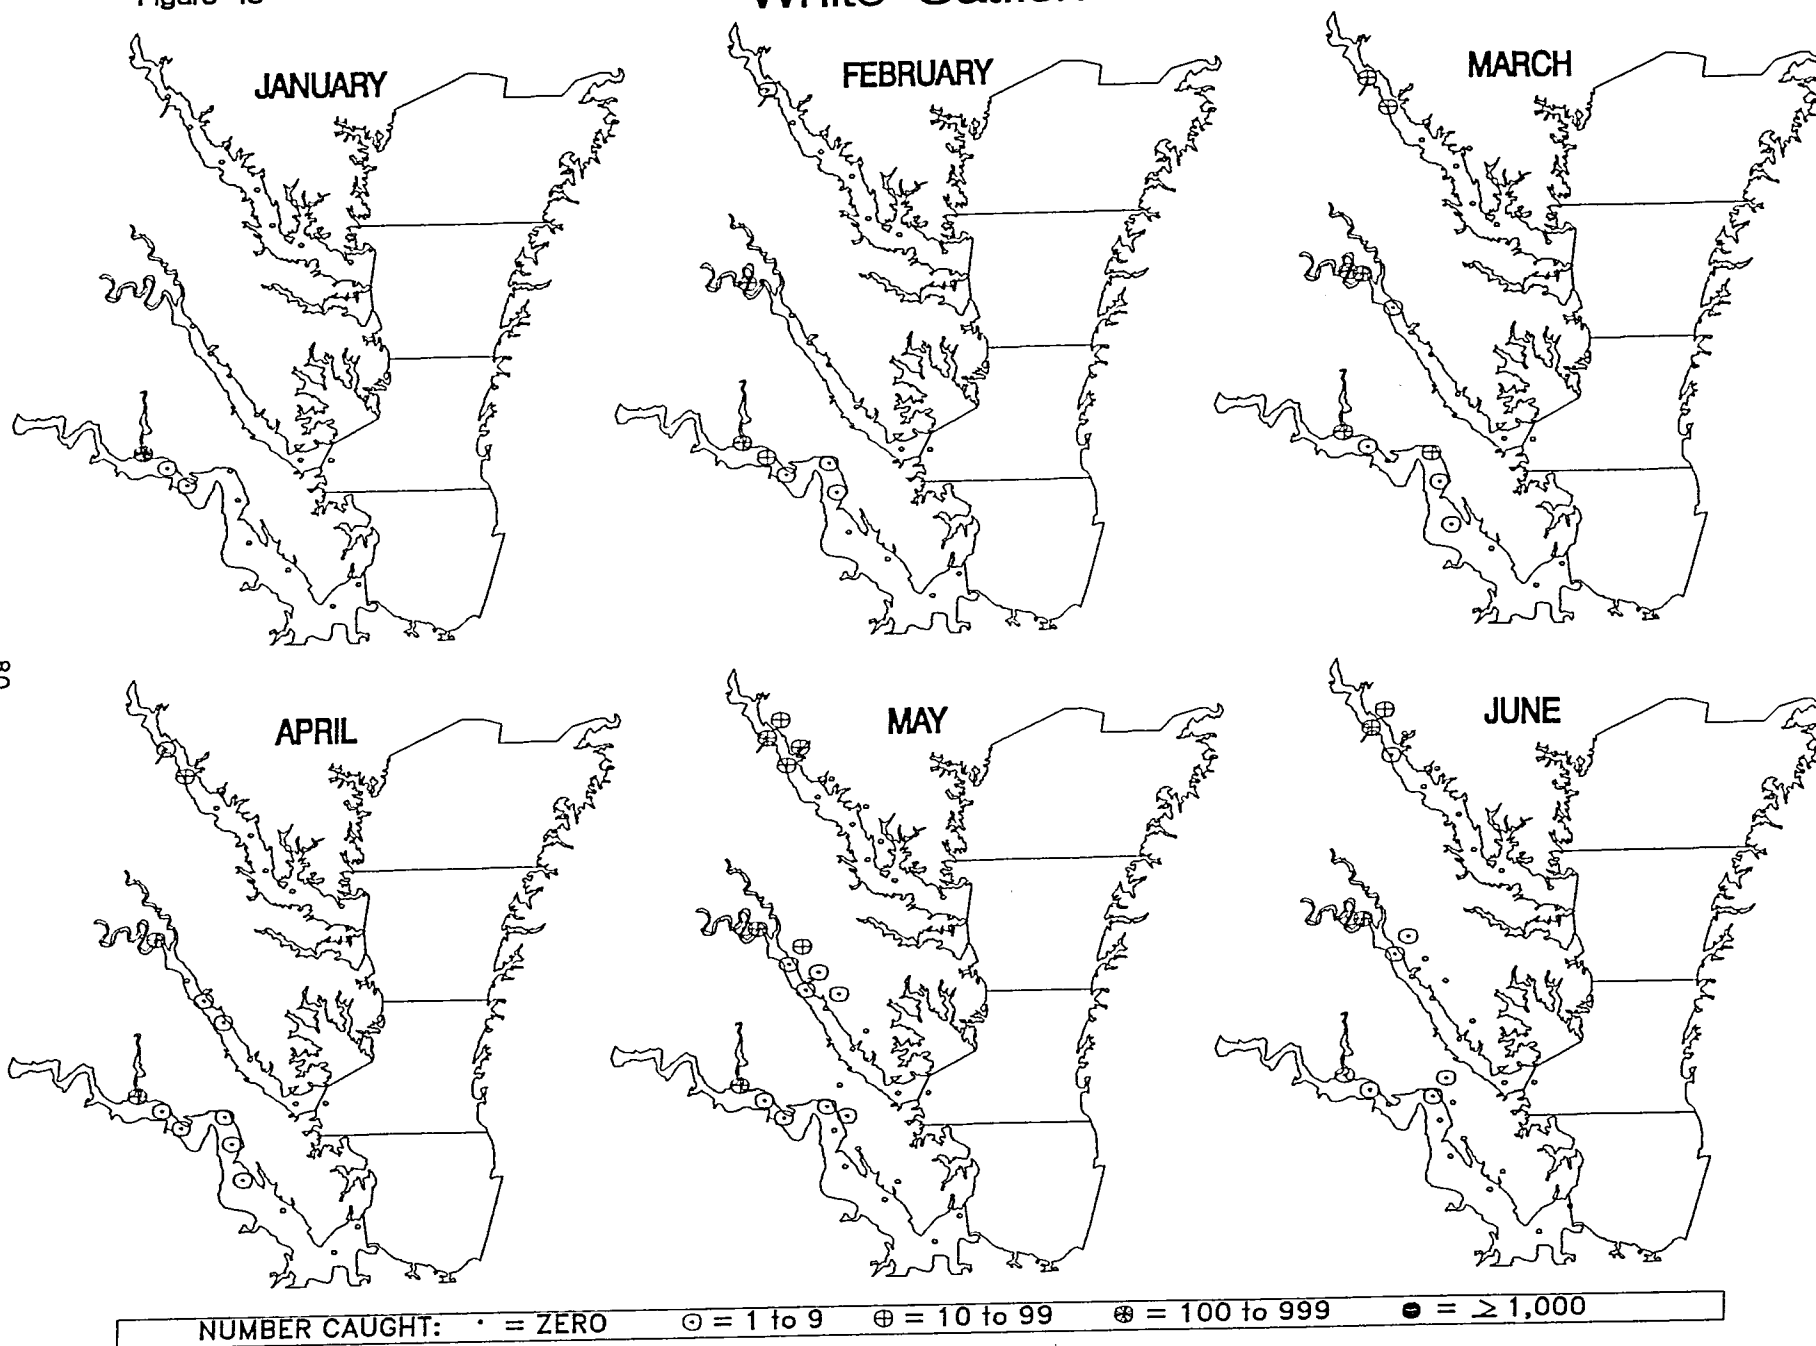 JANUARY
FEBRUARY
MARCH
APRIL
MAY
JUNE
NUMBER CAUGHT: · = ZERO ⊙ = 1 to 9 ⊕ = 10 to 99 ⊛ = 100 to 999 ● = ≥ 1,000